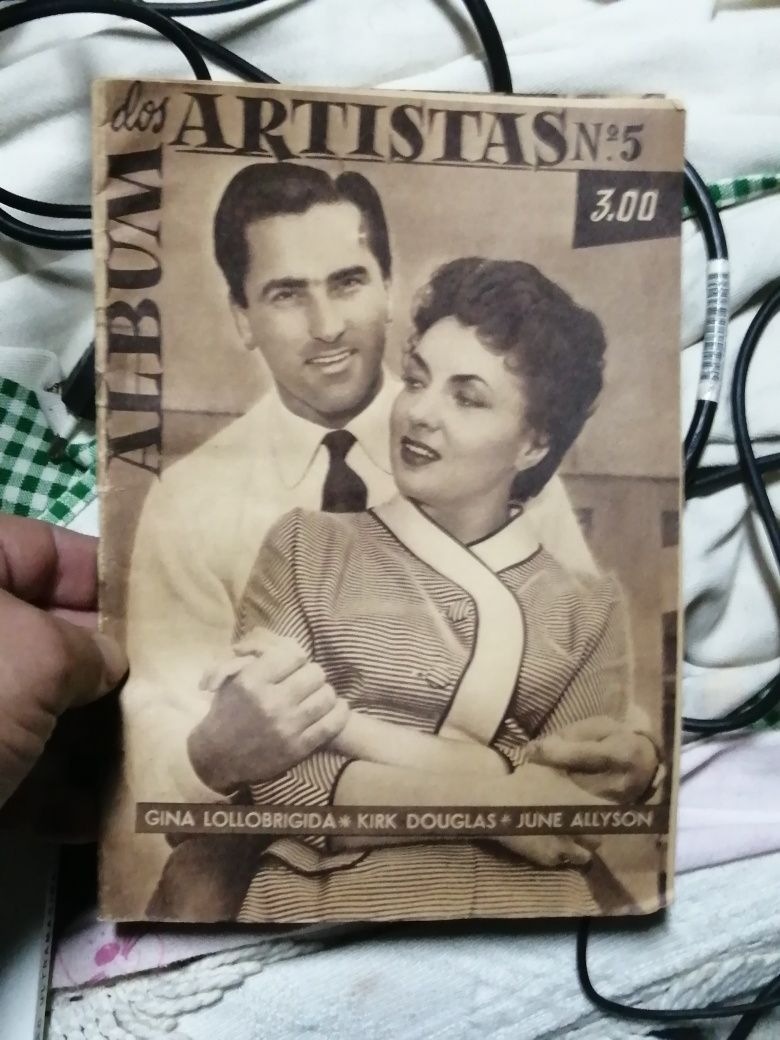 ALBUM
dos ARTISTAS Nº.5
3.00
GINA LOLLOBRIGIDA * KIRK DOUGLAS * JUNE ALLYSON